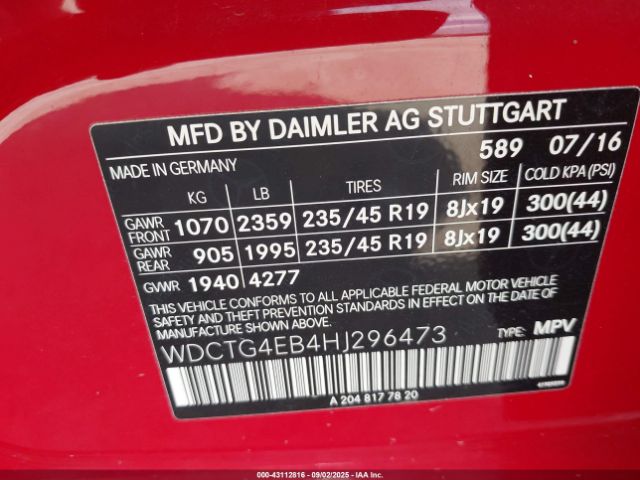 MFD BY DAIMLER AG STUTTGART
589 07/16
MADE IN GERMANY
KG LB TIRES RIM SIZE COLD KPA (PSI)
GAWR FRONT 1070 2359 235/45 R19 8Jx19 300(44)
GAWR REAR 905 1995 235/45 R19 8Jx19 300(44)
GVWR 1940 4277
THIS VEHICLE CONFORMS TO ALL APPLICABLE FEDERAL MOTOR VEHICLE
SAFETY AND THEFT PREVENTION STANDARDS IN EFFECT ON THE DATE
OF MANUFACTURE SHOWN ABOVE.
WDCTG4EB4HJ296473 TYPE: MPV
A 204 817 78 20
000-43112816 - 09/02/2025 - IAAI.COM